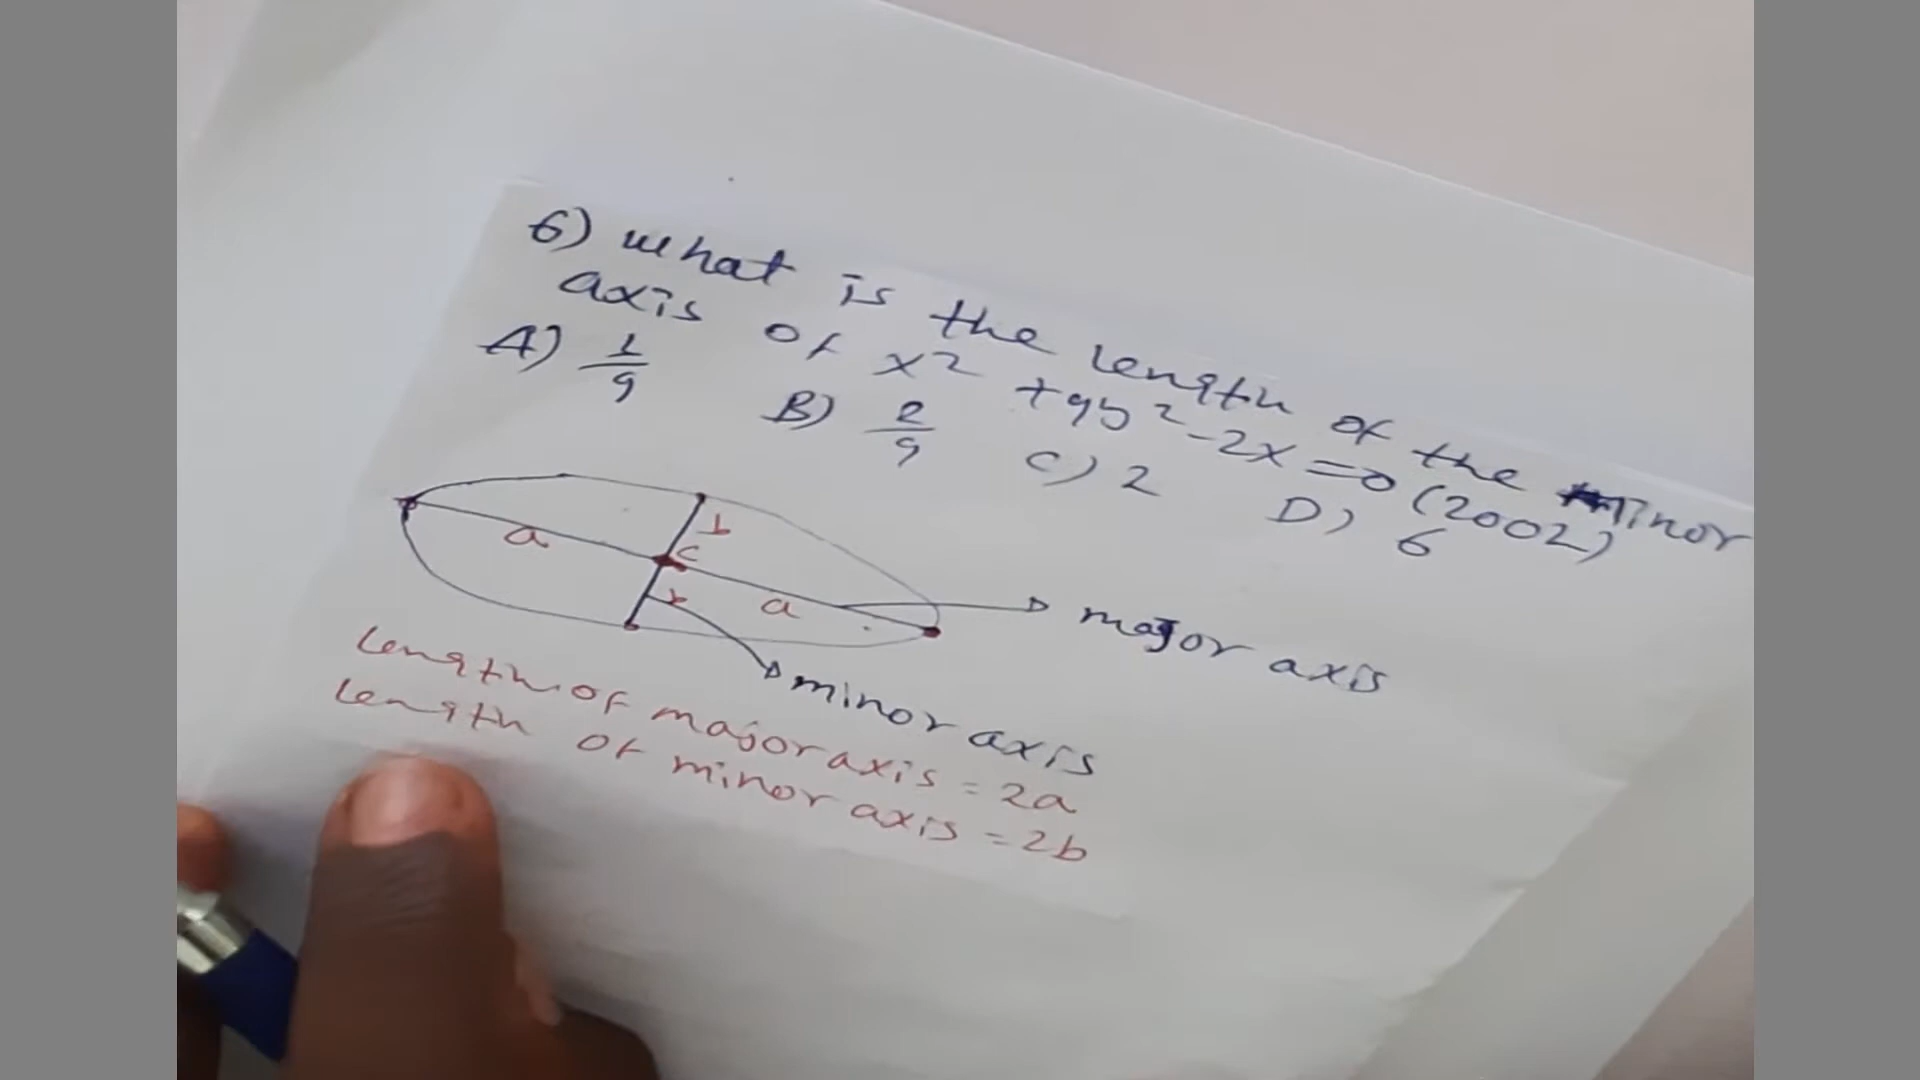 6) what is the length of the minor
axis of x² + 9y² - 2x = 0 (2002)
A) 1/9 B) 2/9 C) 2 D) 6
b
a
c
b
a
major axis
minor axis
length of major axis = 2a
length of minor axis = 2b